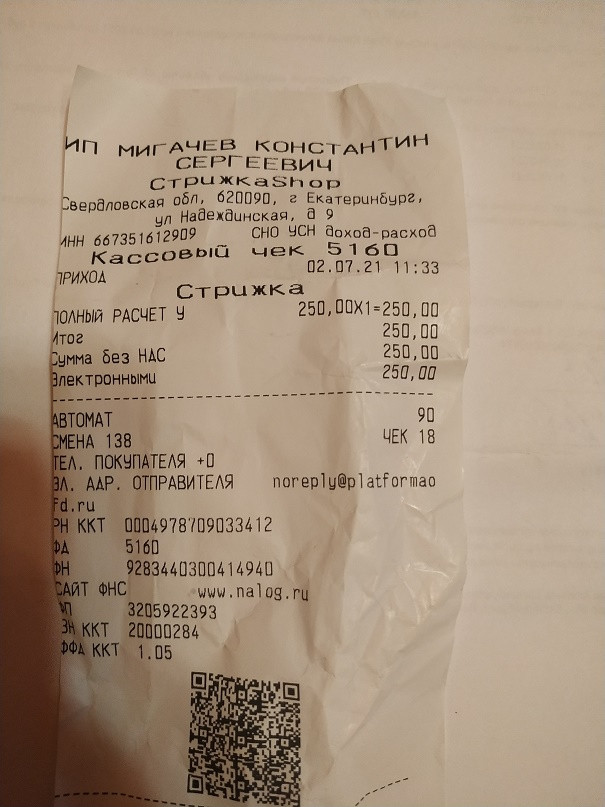 ИП МИГАЧЕВ КОНСТАНТИН
СЕРГЕЕВИЧ
СтрижкаShop
Свердловская обл, 620090, г Екатеринбург,
ул Надеждинская, д 9
ИНН 667351612909 СНО УСН доход-расход
Кассовый чек 5160
ПРИХОД 02.07.21 11:33
Стрижка
ПОЛНЫЙ РАСЧЕТ У 250,00X1=250,00
Итог 250,00
Сумма без НДС 250,00
Электронными 250,00
АВТОМАТ 90
СМЕНА 138 ЧЕК 18
ТЕЛ. ПОКУПАТЕЛЯ +0
ЭЛ. АДР. ОТПРАВИТЕЛЯ noreply@platformao
fd.ru
РН ККТ 0004978709033412
ФД 5160
ФН 9283440300414940
САЙТ ФНС www.nalog.ru
ФП 3205922393
ЗН ККТ 20000284
ФФД ККТ 1.05